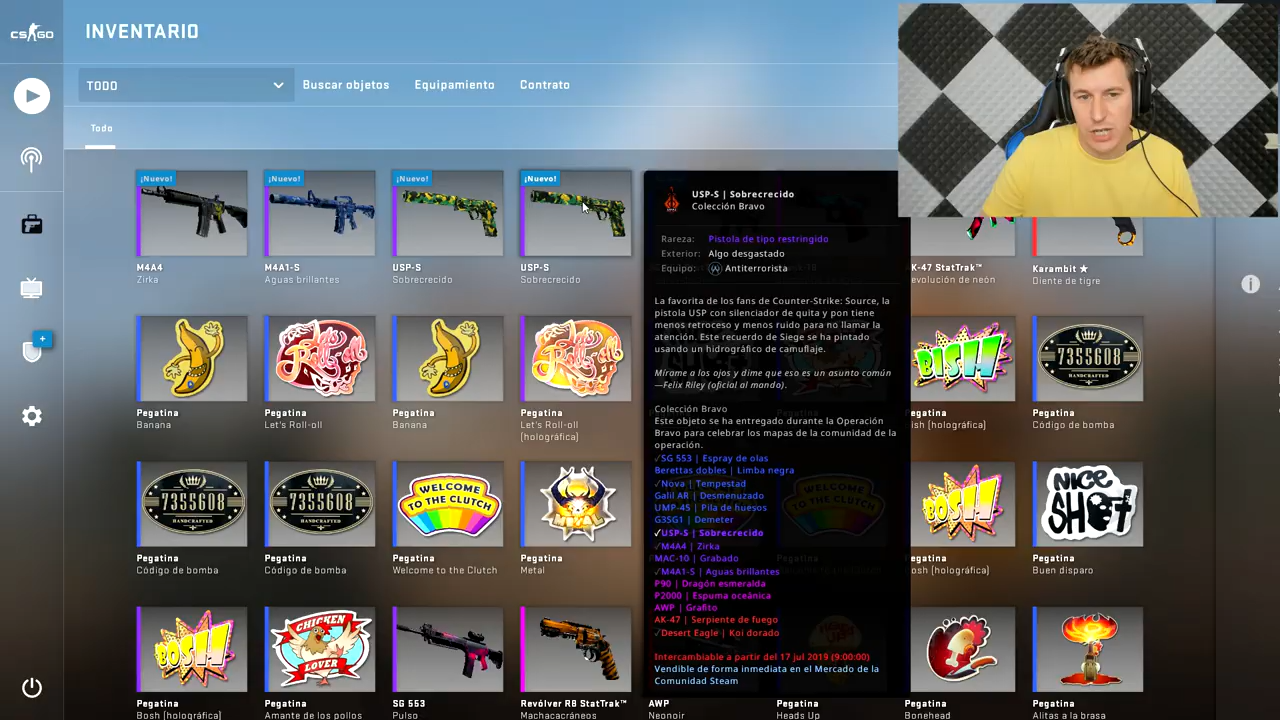 CS:GO
INVENTARIO
TODO
Buscar objetos
Equipamiento
Contrato
Todo
¡Nuevo!
¡Nuevo!
¡Nuevo!
¡Nuevo!
M4A4
Zirka
M4A1-S
Aguas brillantes
USP-S
Sobrecrecido
USP-S
Sobrecrecido
USP-S | Sobrecrecido
Colección Bravo
Rareza: Pistola de tipo restringido
Exterior: Algo desgastado
Equipo: Antiterrorista
La favorita de los fans de Counter-Strike: Source, la
pistola USP con silenciador de quita y pon tiene
menos retroceso y menos ruido para no llamar la
atención. Este recuerdo de Siege se ha pintado
usando un hidrográfico de camuflaje.
Mírame a los ojos y dime que eso es un asunto común
—Felix Riley (oficial al mando).
Colección Bravo
Este objeto se ha entregado durante la Operación
Bravo para celebrar los mapas de la comunidad de la
operación.
✓SG 553 | Espray de olas
Berettas dobles | Limba negra
✓Nova | Tempestad
Galil AR | Desmenuzado
UMP-45 | Pila de huesos
G3SG1 | Demeter
✓USP-S | Sobrecrecido
✓M4A4 | Zirka
MAC-10 | Grabado
✓M4A1-S | Aguas brillantes
P90 | Dragón esmeralda
P2000 | Espuma oceánica
AWP | Grafito
AK-47 | Serpiente de fuego
✓Desert Eagle | Koi dorado
Intercambiable a partir del 17 jul 2019 (9:00:00)
Vendible de forma inmediata en el Mercado de la
Comunidad Steam
K-47 StatTrak™
evolución de neón
Karambit ★
Diente de tigre
Let's Roll-oll
Let's Roll-oll
BISH
7355608
HANDCRAFTED
Pegatina
Banana
Pegatina
Let's Roll-oll
Pegatina
Banana
Pegatina
Let's Roll-oll
(holográfica)
Pegatina
ish (holográfica)
Pegatina
Código de bomba
7355608
HANDCRAFTED
7355608
HANDCRAFTED
WELCOME
TO THE CLUTCH
NOVA
BOSH
NICE
SHOT
Pegatina
Código de bomba
Pegatina
Código de bomba
Pegatina
Welcome to the Clutch
Pegatina
Metal
Pegatina
osh (holográfica)
Pegatina
Buen disparo
BOSH
CHICKEN
LOVER
Pegatina
Bosh (holográfica)
Pegatina
Amante de los pollos
SG 553
Pulso
Revólver R8 StatTrak™
Machacacráneos
AWP
Neonoir
Pegatina
Heads Up
Pegatina
Bonehead
Pegatina
Alitas a la brasa